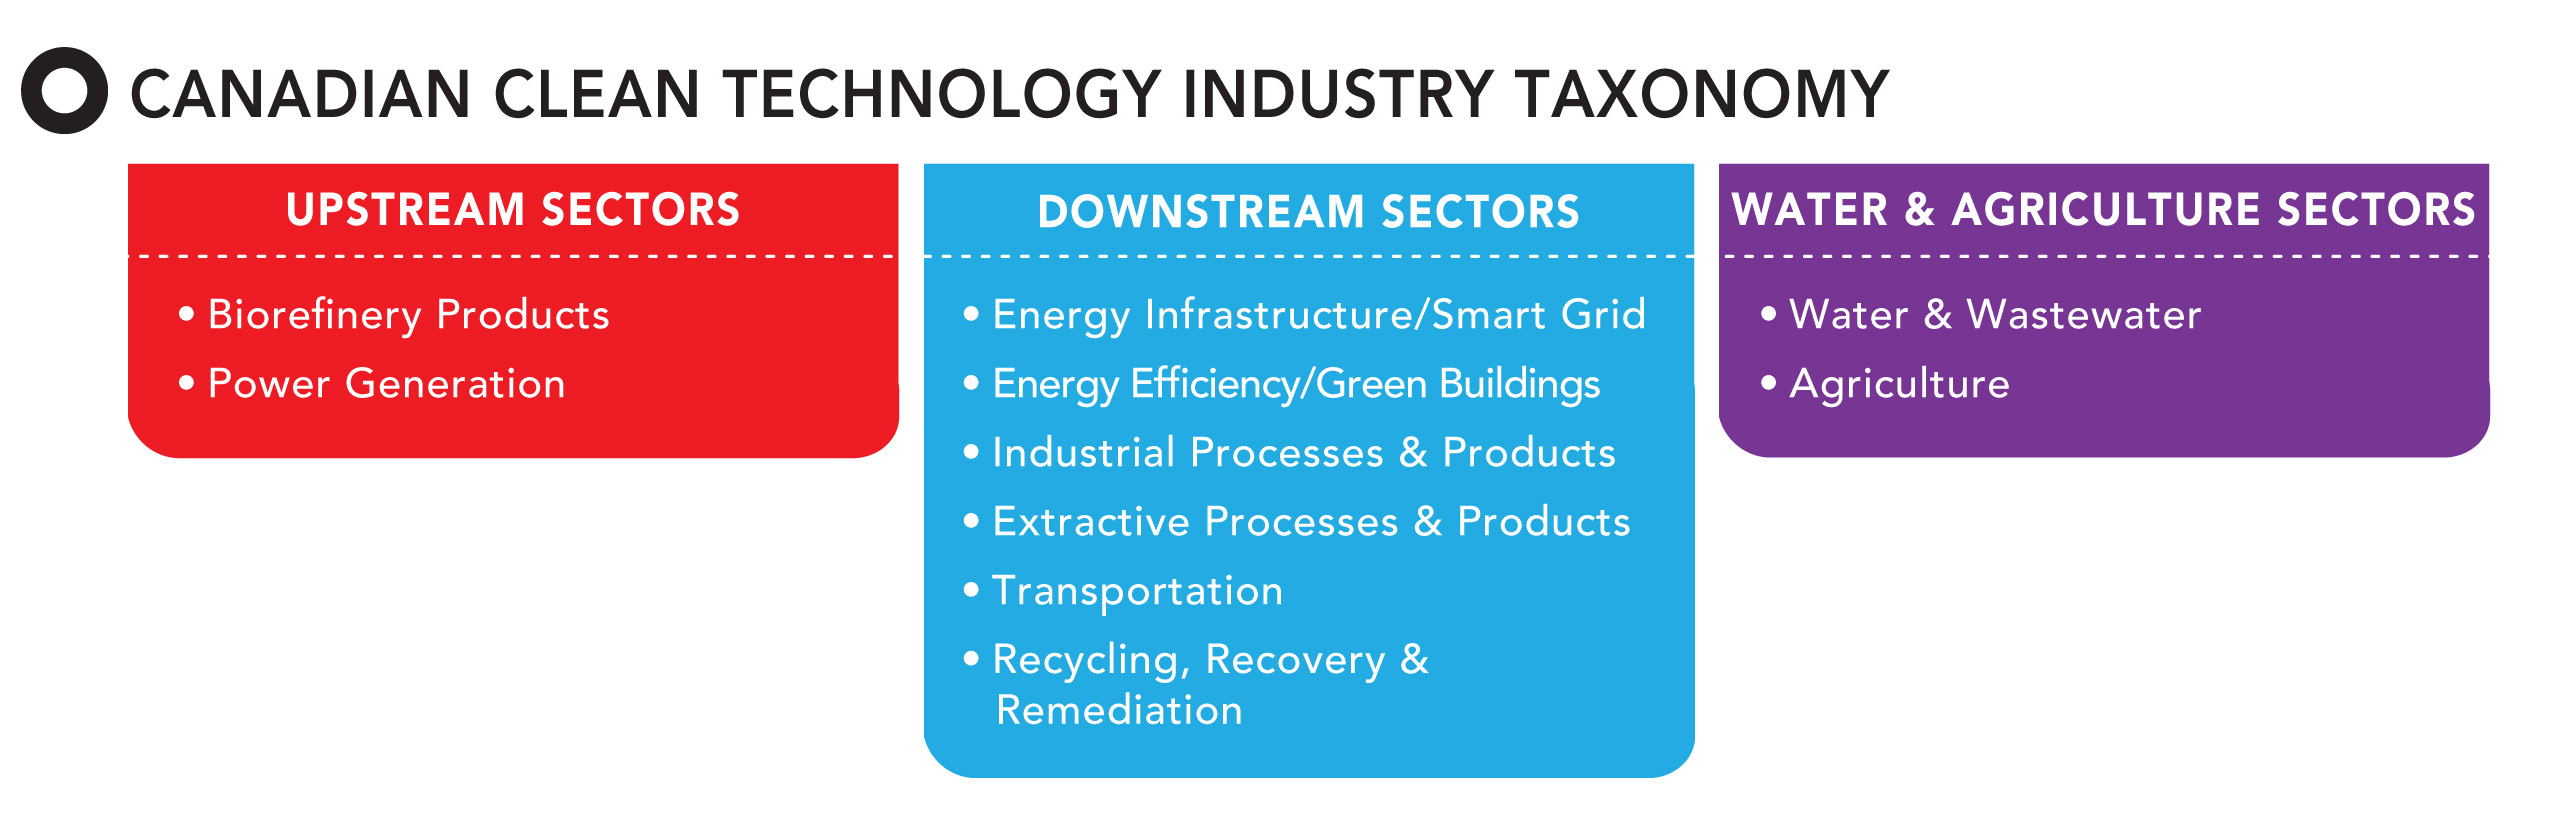 CANADIAN CLEAN TECHNOLOGY INDUSTRY TAXONOMY
UPSTREAM SECTORS
• Biorefinery Products
• Power Generation
DOWNSTREAM SECTORS
• Energy Infrastructure/Smart Grid
• Energy Efficiency/Green Buildings
• Industrial Processes & Products
• Extractive Processes & Products
• Transportation
• Recycling, Recovery &
Remediation
WATER & AGRICULTURE SECTORS
• Water & Wastewater
• Agriculture